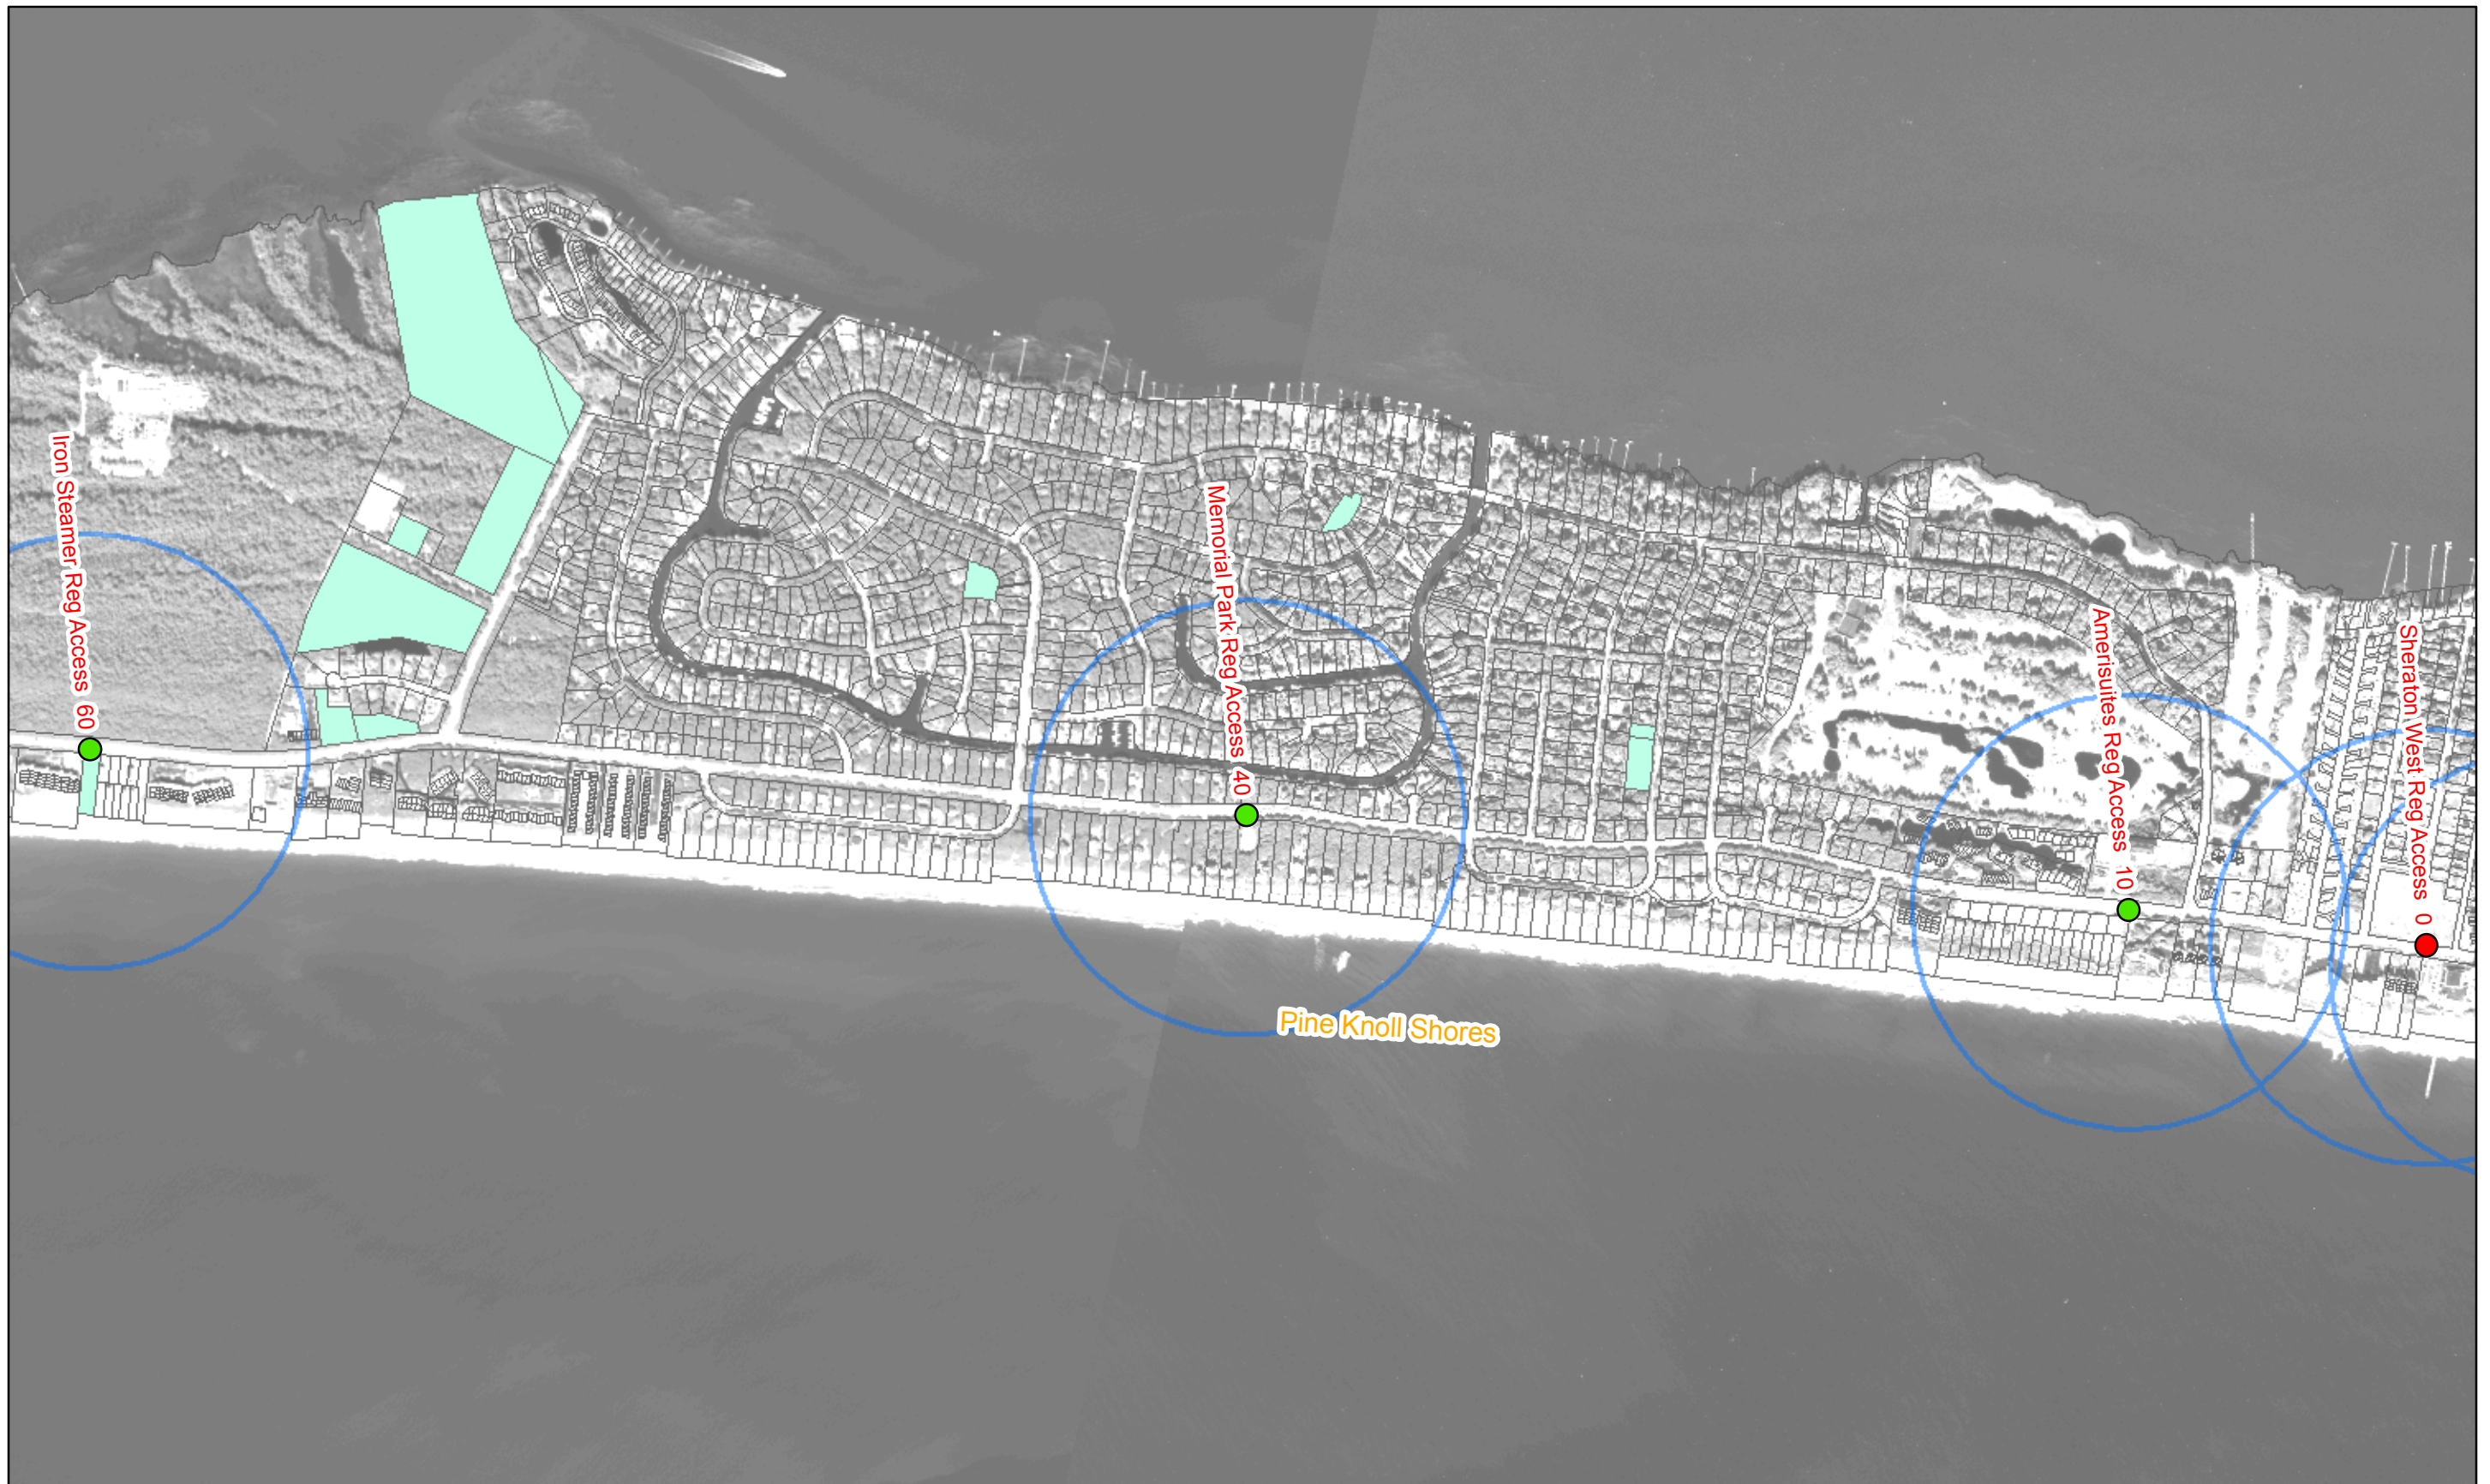 Iron Steamer Reg Access 60
Memorial Park Reg Access 40
Amerisuites Reg Access 10
Sheraton West Reg Access 0
Pine Knoll Shores